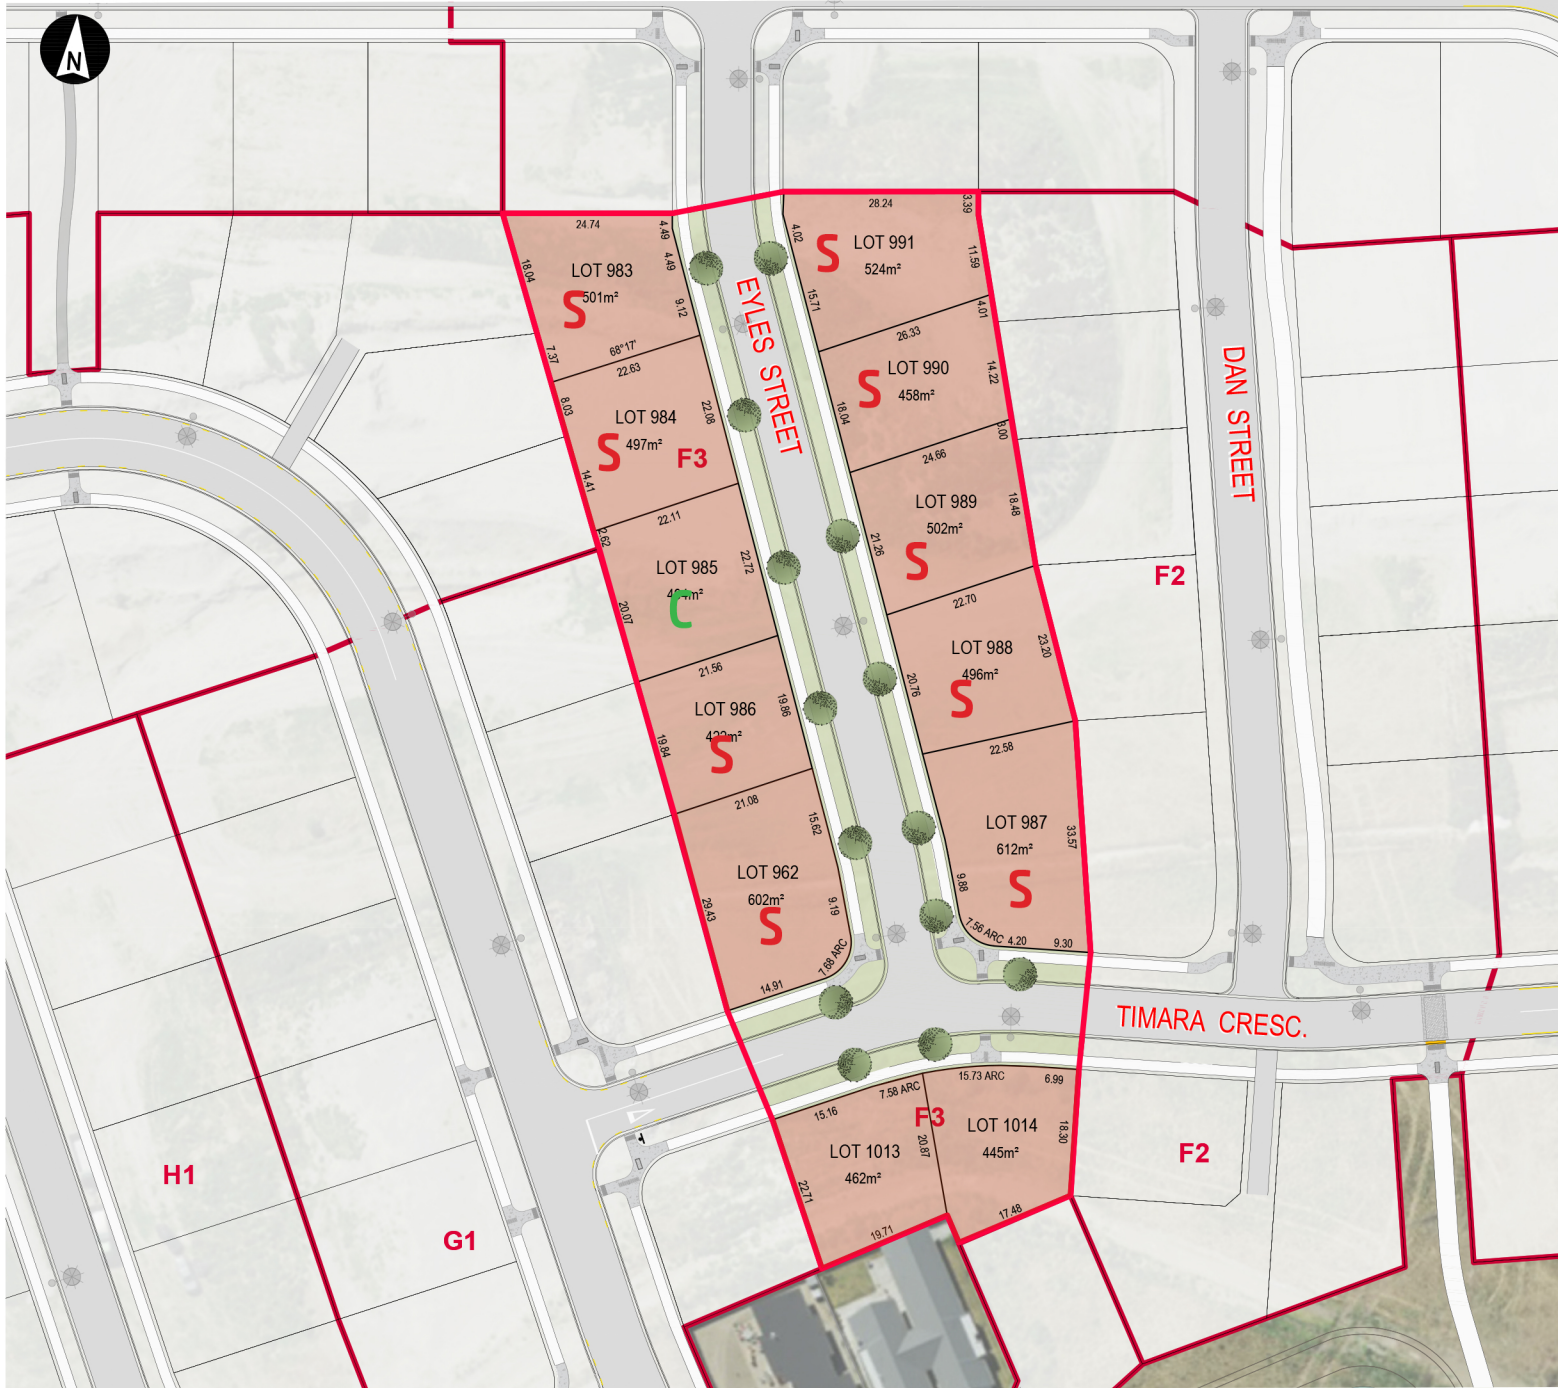 N
28.24
3.39
24.74
4.49
4.02
S
LOT 991
524m²
11.59
LOT 983
501m²
S
18.04
4.49
9.12
EYLES STREET
15.71
4.01
26.33
68°17'
22.63
7.37
LOT 990
458m²
S
14.22
DAN STREET
8.03
LOT 984
497m²
S
22.08
F3
18.04
3.00
24.66
14.41
LOT 989
502m²
S
18.48
22.11
2.62
LOT 985
C
22.72
21.26
F2
22.70
20.07
LOT 988
496m²
S
23.20
21.56
20.76
LOT 986
S
19.86
19.84
22.58
21.08
15.62
LOT 987
612m²
S
33.57
LOT 962
602m²
S
9.88
29.43
9.19
7.56 ARC
4.20
9.30
7.68 ARC
14.91
TIMARA CRESC.
15.73 ARC
6.99
7.58 ARC
15.16
F3
LOT 1014
445m²
20.87
18.30
LOT 1013
462m²
F2
H1
22.71
17.48
19.71
G1